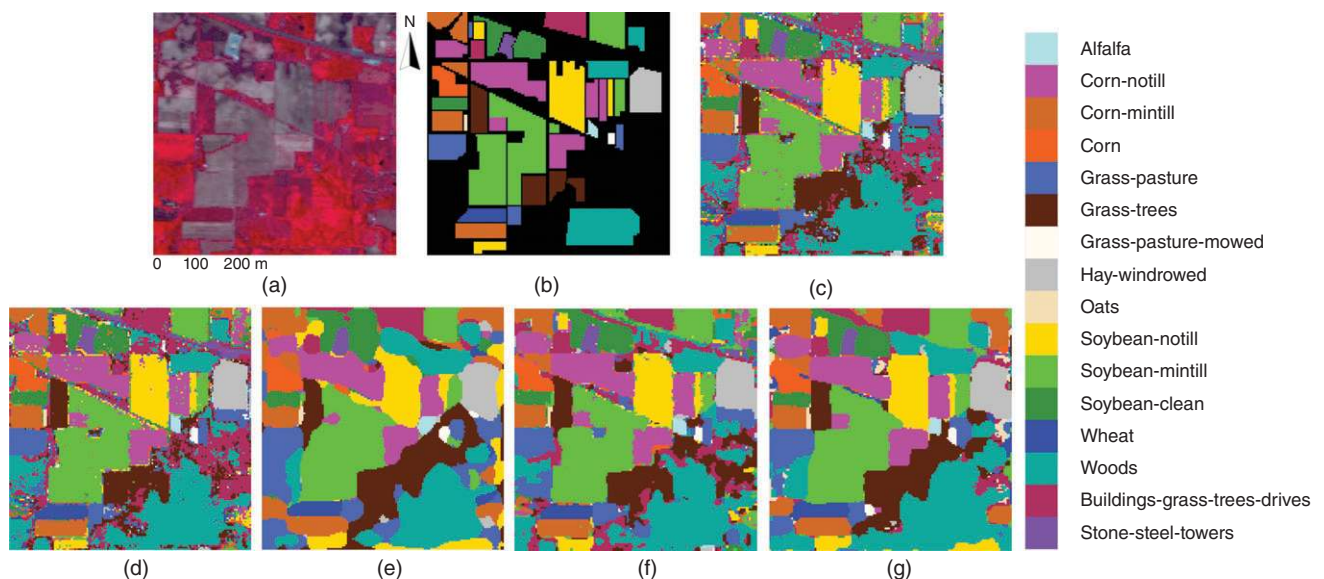 N
0 100 200 m
(a)
(b)
(c)
(d)
(e)
(f)
(g)
Alfalfa
Corn-notill
Corn-mintill
Corn
Grass-pasture
Grass-trees
Grass-pasture-mowed
Hay-windrowed
Oats
Soybean-notill
Soybean-mintill
Soybean-clean
Wheat
Woods
Buildings-grass-trees-drives
Stone-steel-towers